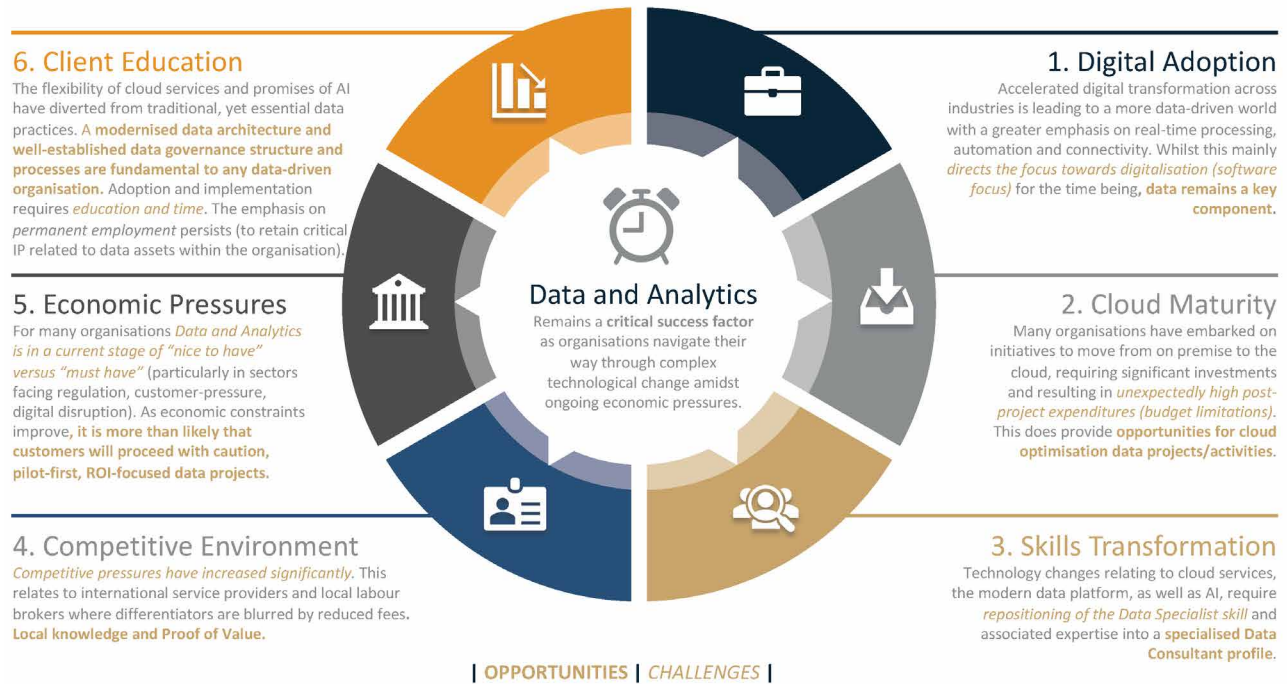 6. Client Education
The flexibility of cloud services and promises of AI
have diverted from traditional, yet essential data
practices. A modernised data architecture and
well-established data governance structure and
processes are fundamental to any data-driven
organisation. Adoption and implementation
requires education and time. The emphasis on
permanent employment persists (to retain critical
IP related to data assets within the organisation).
5. Economic Pressures
For many organisations Data and Analytics
is in a current stage of “nice to have”
versus “must have” (particularly in sectors
facing regulation, customer-pressure,
digital disruption). As economic constraints
improve, it is more than likely that
customers will proceed with caution,
pilot-first, ROI-focused data projects.
4. Competitive Environment
Competitive pressures have increased significantly. This
relates to international service providers and local labour
brokers where differentiators are blurred by reduced fees.
Local knowledge and Proof of Value.
Data and Analytics
Remains a critical success factor
as organisations navigate their
way through complex
technological change amidst
ongoing economic pressures.
1. Digital Adoption
Accelerated digital transformation across
industries is leading to a more data-driven world
with a greater emphasis on real-time processing,
automation and connectivity. Whilst this mainly
directs the focus towards digitalisation (software
focus) for the time being, data remains a key
component.
2. Cloud Maturity
Many organisations have embarked on
initiatives to move from on premise to the
cloud, requiring significant investments
and resulting in unexpectedly high post-
project expenditures (budget limitations).
This does provide opportunities for cloud
optimisation data projects/activities.
3. Skills Transformation
Technology changes relating to cloud services,
the modern data platform, as well as AI, require
repositioning of the Data Specialist skill and
associated expertise into a specialised Data
Consultant profile.
| OPPORTUNITIES | CHALLENGES |